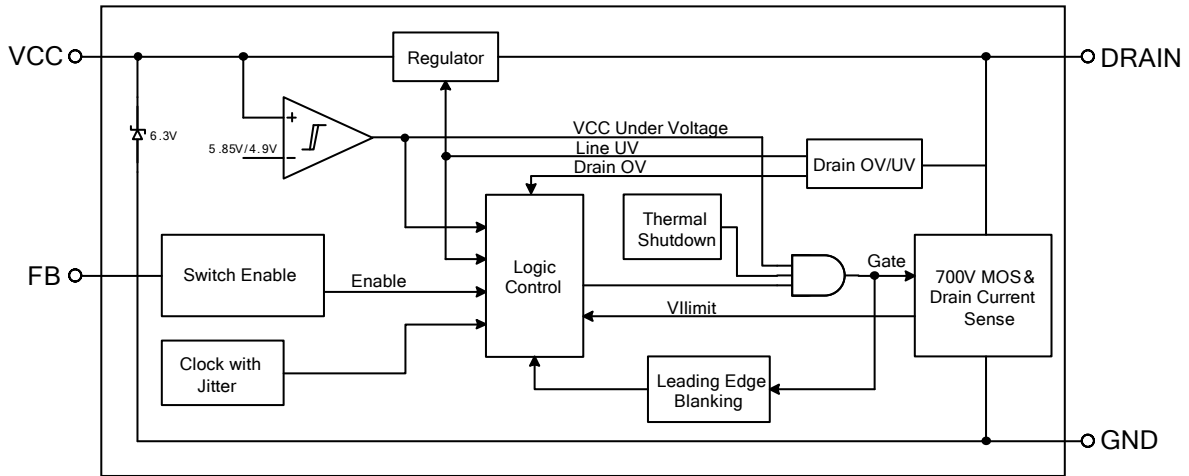 VCC
Regulator
DRAIN
6.3V
+
5.85V/4.9V
-
VCC Under Voltage
Line UV
Drain OV
Drain OV/UV
Thermal
Shutdown
FB
Switch Enable
Enable
Logic
Control
Gate
700V MOS&
Drain Current
Sense
VIlimit
Clock with
Jitter
Leading Edge
Blanking
GND